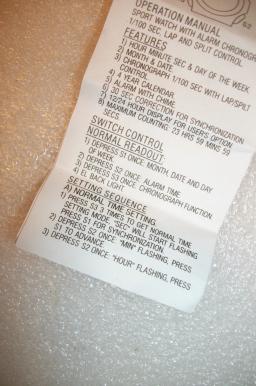 OPERATION MANUAL
SPORT WATCH WITH ALARM CHRONOGR
1/100 SEC, LAP AND SPLIT CONTROL
S2
FEATURES
1) HOUR MINUTE SEC & DAY OF THE WEEK
2) MONTH & DATE
3) CHRONOGRAPH 1/100 SEC WITH LAP/SPLIT
CONTROL
4) 4 YEAR CALENDAR
5) ALARM WITH CHIME
6) 30 SEC CORRECTION FOR SYNCHRONIZATION
7) 12/24 HOUR DISPLAY FOR USER'S OPTION
8) MAXIMUM COUNTING: 23 HRS 59 MINS 59
SECS.
SWITCH CONTROL
NORMAL READOUT:
1) DEPRESS S1 ONCE: MONTH, DATE AND DAY
OF WEEK
2) DEPRESS S2 ONCE: ALARM TIME
3) DEPRESS S3 ONCE: CHRONOGRAPH FUNCTION
4) EL BACK LIGHT
SETTING SEQUENCE
A) NORMAL TIME SETTING
1) PRESS S3 3 TIMES TO GET NORMAL TIME
SETTING MODE. "SEC" WILL START FLASHING
PRESS S1 FOR SYNCHRONIZATION.
2) DEPRESS S2 ONCE: "MIN" FLASHING, PRESS
S1 TO ADVANCE.
3) DEPRESS S2 ONCE: "HOUR" FLASHING, PRESS